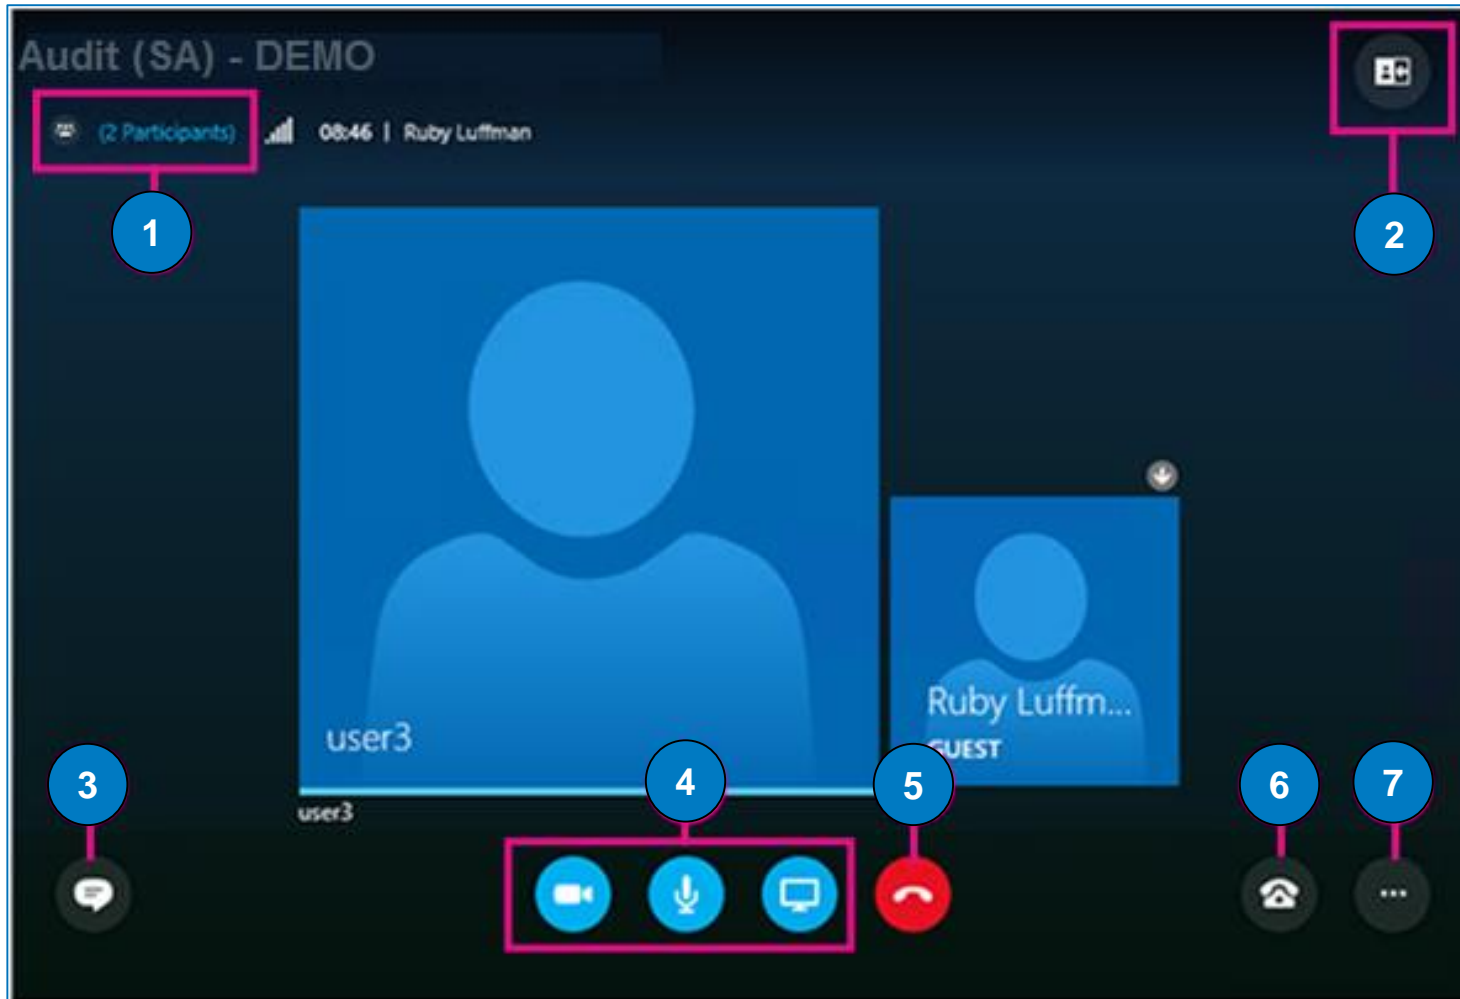 Audit (SA) - DEMO
(2 Participants) 08:46 | Ruby Luffman
1
2
user3
Ruby Luffm...
GUEST
user3
3
4
5
6
7